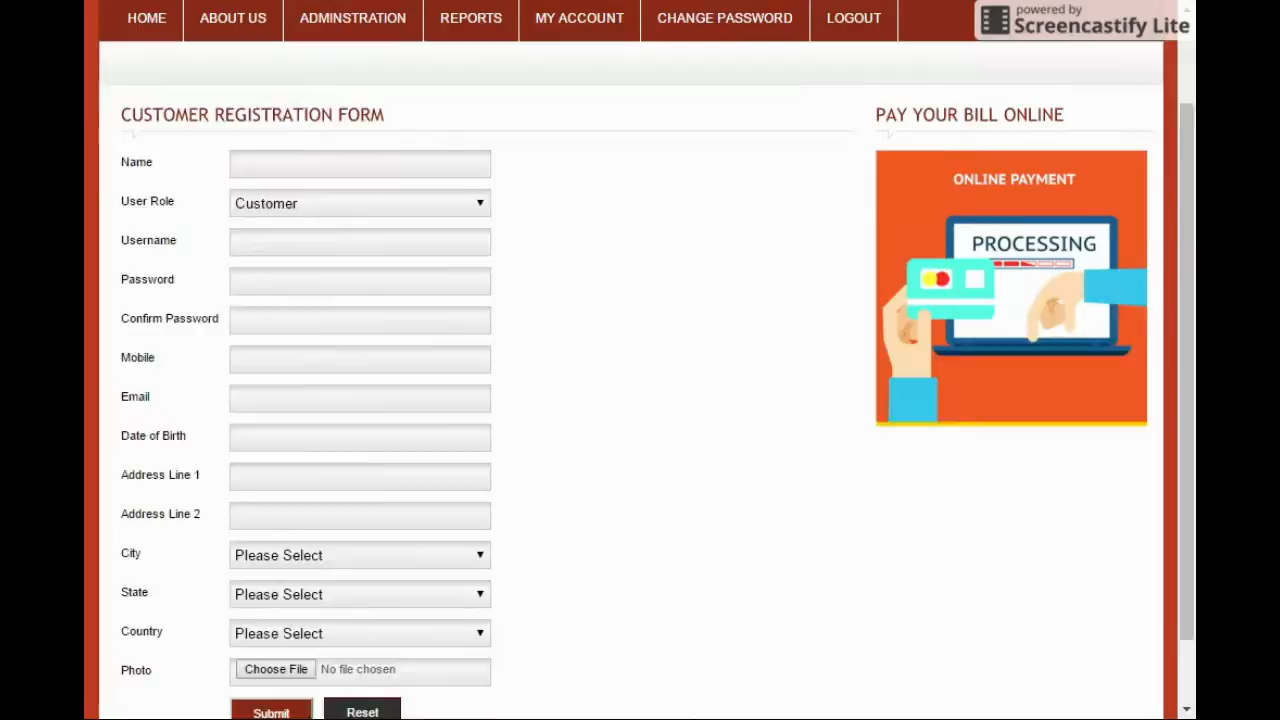 HOME ABOUT US ADMINSTRATION REPORTS MY ACCOUNT CHANGE PASSWORD LOGOUT
powered by
Screencastify Lite
CUSTOMER REGISTRATION FORM
Name
User Role Customer
Username
Password
Confirm Password
Mobile
Email
Date of Birth
Address Line 1
Address Line 2
City Please Select
State Please Select
Country Please Select
Photo Choose File No file chosen
Submit Reset
PAY YOUR BILL ONLINE
ONLINE PAYMENT
PROCESSING